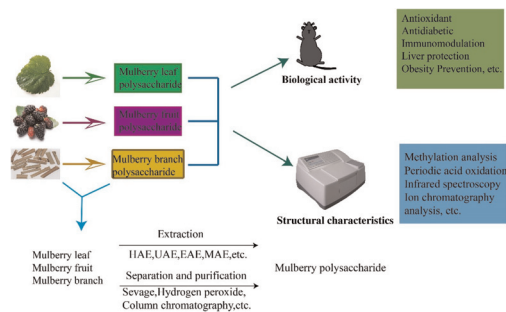 Mulberry leaf
polysaccharide
Mulberry fruit
polysaccharide
Mulberry branch
polysaccharide
Biological activity
Antioxidant
Antidiabetic
Immunomodulation
Liver protection
Obesity Prevention, etc.
Structural characteristics
Methylation analysis
Periodic acid oxidation
Infrared spectroscopy
Ion chromatography
analysis, etc.
Mulberry leaf
Mulberry fruit
Mulberry branch
Extraction
HAE,UAE,EAE,MAE,etc.
Separation and purification
Sevage,Hydrogen peroxide,
Column chromatography,etc.
Mulberry polysaccharide